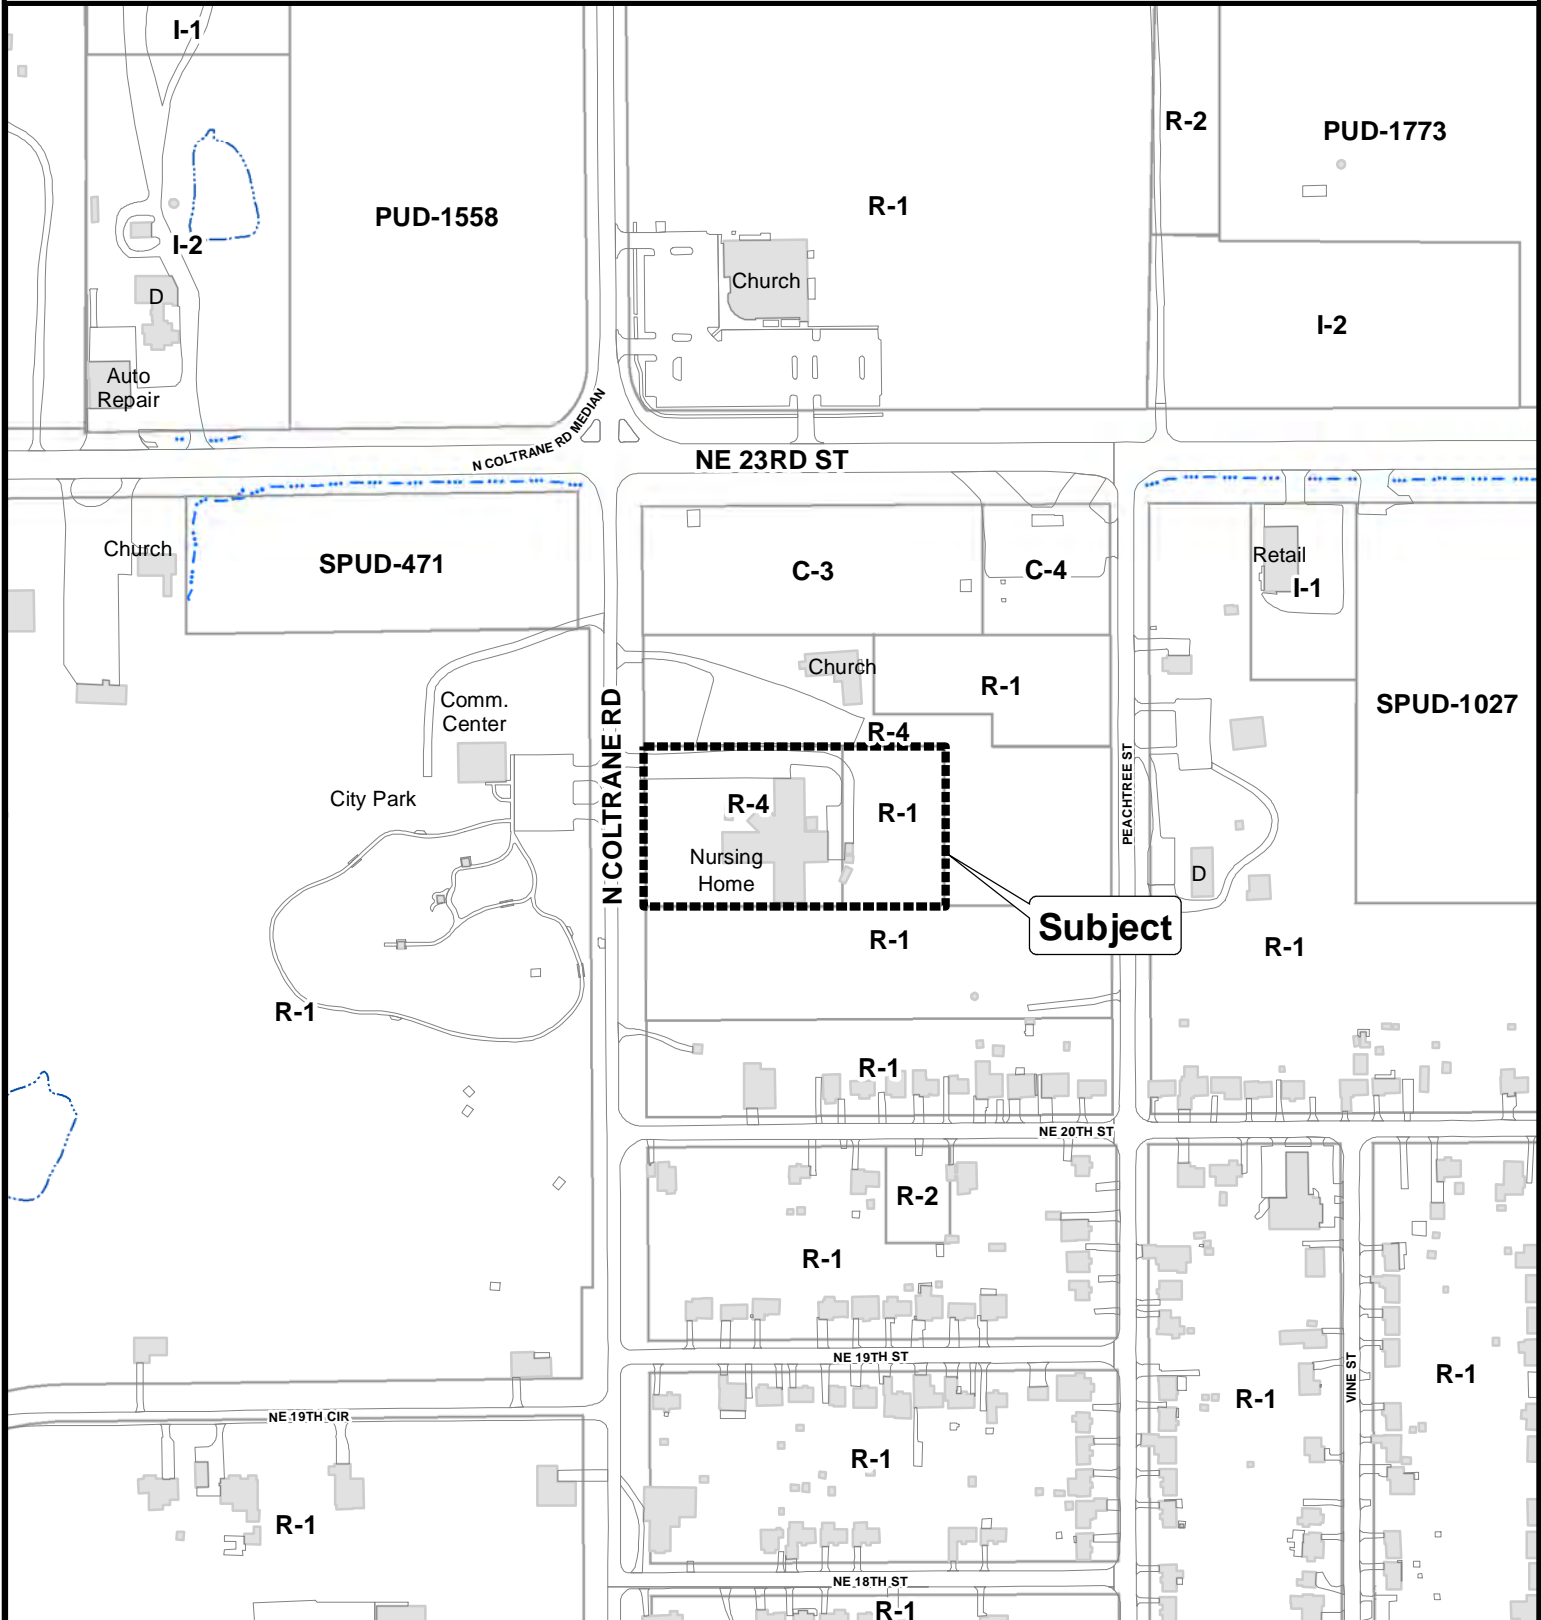 I-1
R-2
PUD-1773
PUD-1558
R-1
I-2
Church
D
I-2
Auto
Repair
N COLTRANE RD MEDIAN
NE 23RD ST
Church
SPUD-471
C-3
C-4
Retail
I-1
Church
R-1
Comm.
Center
R-4
SPUD-1027
N COLTRANE RD
PEACHTREE ST
City Park
R-4
R-1
Nursing
Home
D
Subject
R-1
R-1
R-1
R-1
NE 20TH ST
R-2
R-1
NE 19TH ST
VINE ST
R-1
R-1
NE 19TH CIR
R-1
R-1
NE 18TH ST
R-1